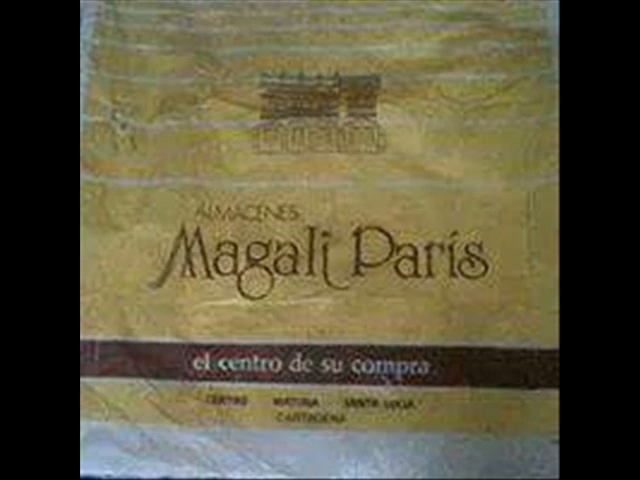 ALMACENES
Magali París
el centro de su compra
CENTRO MATUNA SANTA LUCIA
CARTAGENA